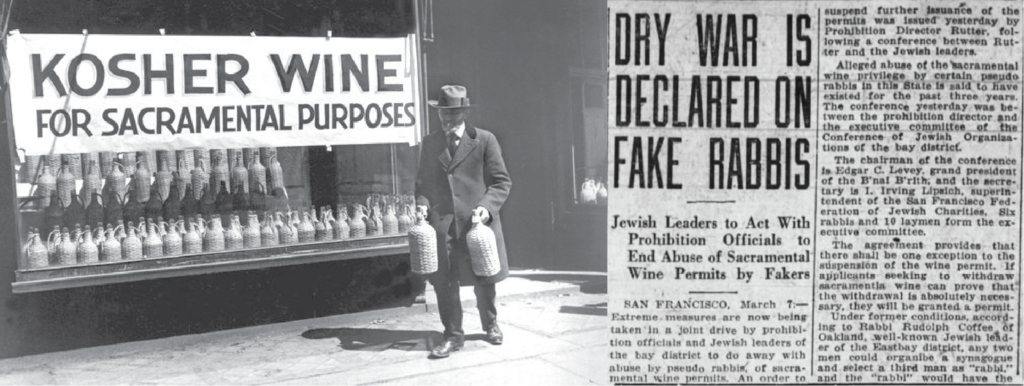 KOSHER WINE
FOR SACRAMENTAL PURPOSES
DRY WAR IS
DECLARED ON
FAKE RABBIS
Jewish Leaders to Act With
Prohibition Officials to
End Abuse of Sacramental
Wine Permits by Fakers
SAN FRANCISCO, March 7.—
Extreme measures are now being
taken in a joint drive by prohibi-
tion officials and Jewish leaders of
the bay district to do away with
abuse by pseudo rabbis, of sacra-
mental wine permits. An order to
suspend further issuance of the
permits was issued yesterday by
Prohibition Director Rutter, fol-
lowing a conference between Rut-
ter and the Jewish leaders.
Alleged abuse of the sacramental
wine privilege by certain pseudo
rabbis in this State is said to have
existed for the past three years.
The conference yesterday was be-
tween the prohibition director and
the executive committee of the
Conference of Jewish Organiza-
tions of the bay district.
The chairman of the conference
is Edgar C. Levey, grand president
of the B'nai B'rith, and the secre-
tary is I. Irving Lipsich, superin-
tendent of the San Francisco Fed-
eration of Jewish Charities. Six
rabbis and 10 laymen form the ex-
ecutive committee.
The agreement provides that
there shall be one exception to the
suspension of the wine permit. If
applicants seeking to withdraw
sacramentla wine can prove that
the withdrawal is absolutely neces-
sary, they will be granted a permit.
Under former conditions, accord-
ing to Rabbi Rudolph Coffee of
Oakland, well-known Jewish lead-
er of the Eastbay district, any two
men could organibe a synagogue
and select a third man as "rabbi,"
and the "rabbi" would have the